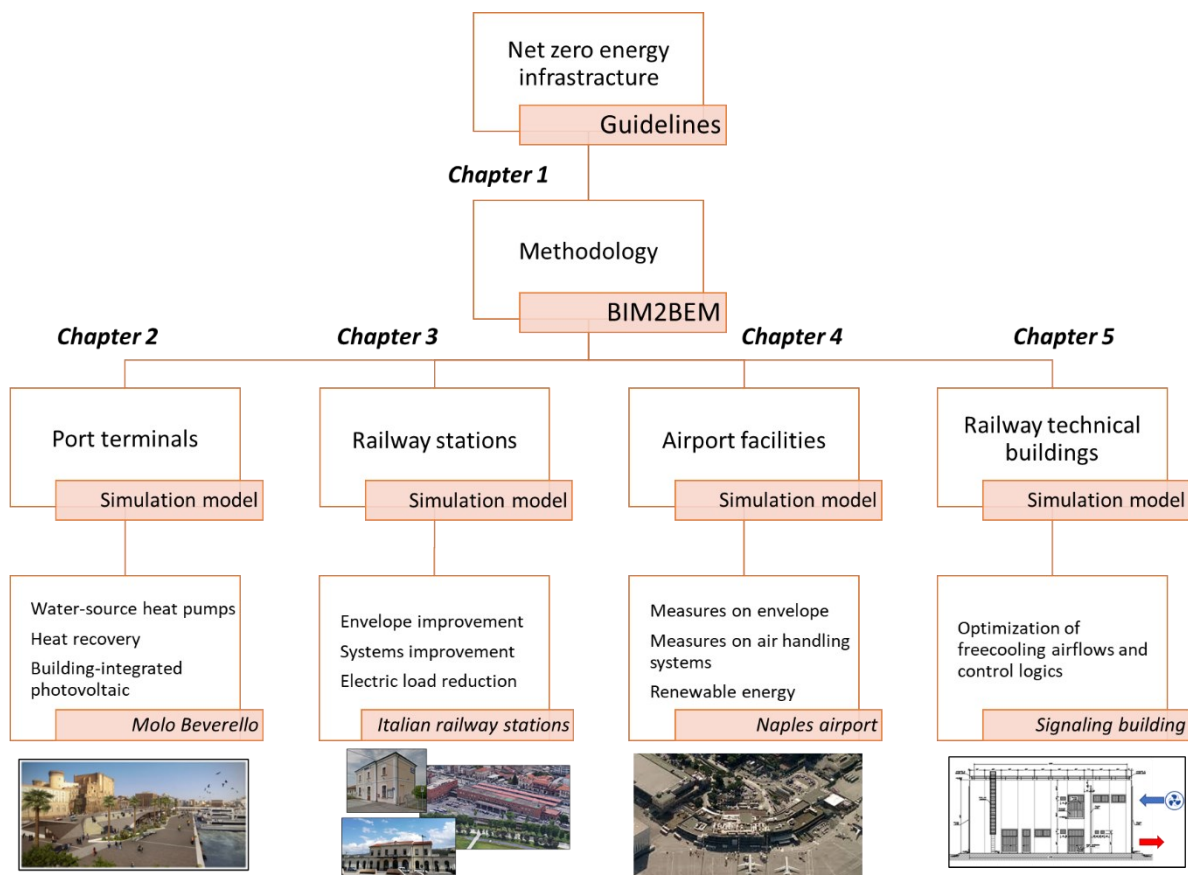 Net zero energy
infrastracture
Guidelines
Chapter 1
Methodology
BIM2BEM
Chapter 2
Chapter 3
Chapter 4
Chapter 5
Port terminals
Simulation model
Railway stations
Simulation model
Airport facilities
Simulation model
Railway technical
buildings
Simulation model
Water-source heat pumps
Heat recovery
Building-integrated
photovoltaic
Molo Beverello
Envelope improvement
Systems improvement
Electric load reduction
Italian railway stations
Measures on envelope
Measures on air handling
systems
Renewable energy
Naples airport
Optimization of
freecooling airflows and
control logics
Signaling building